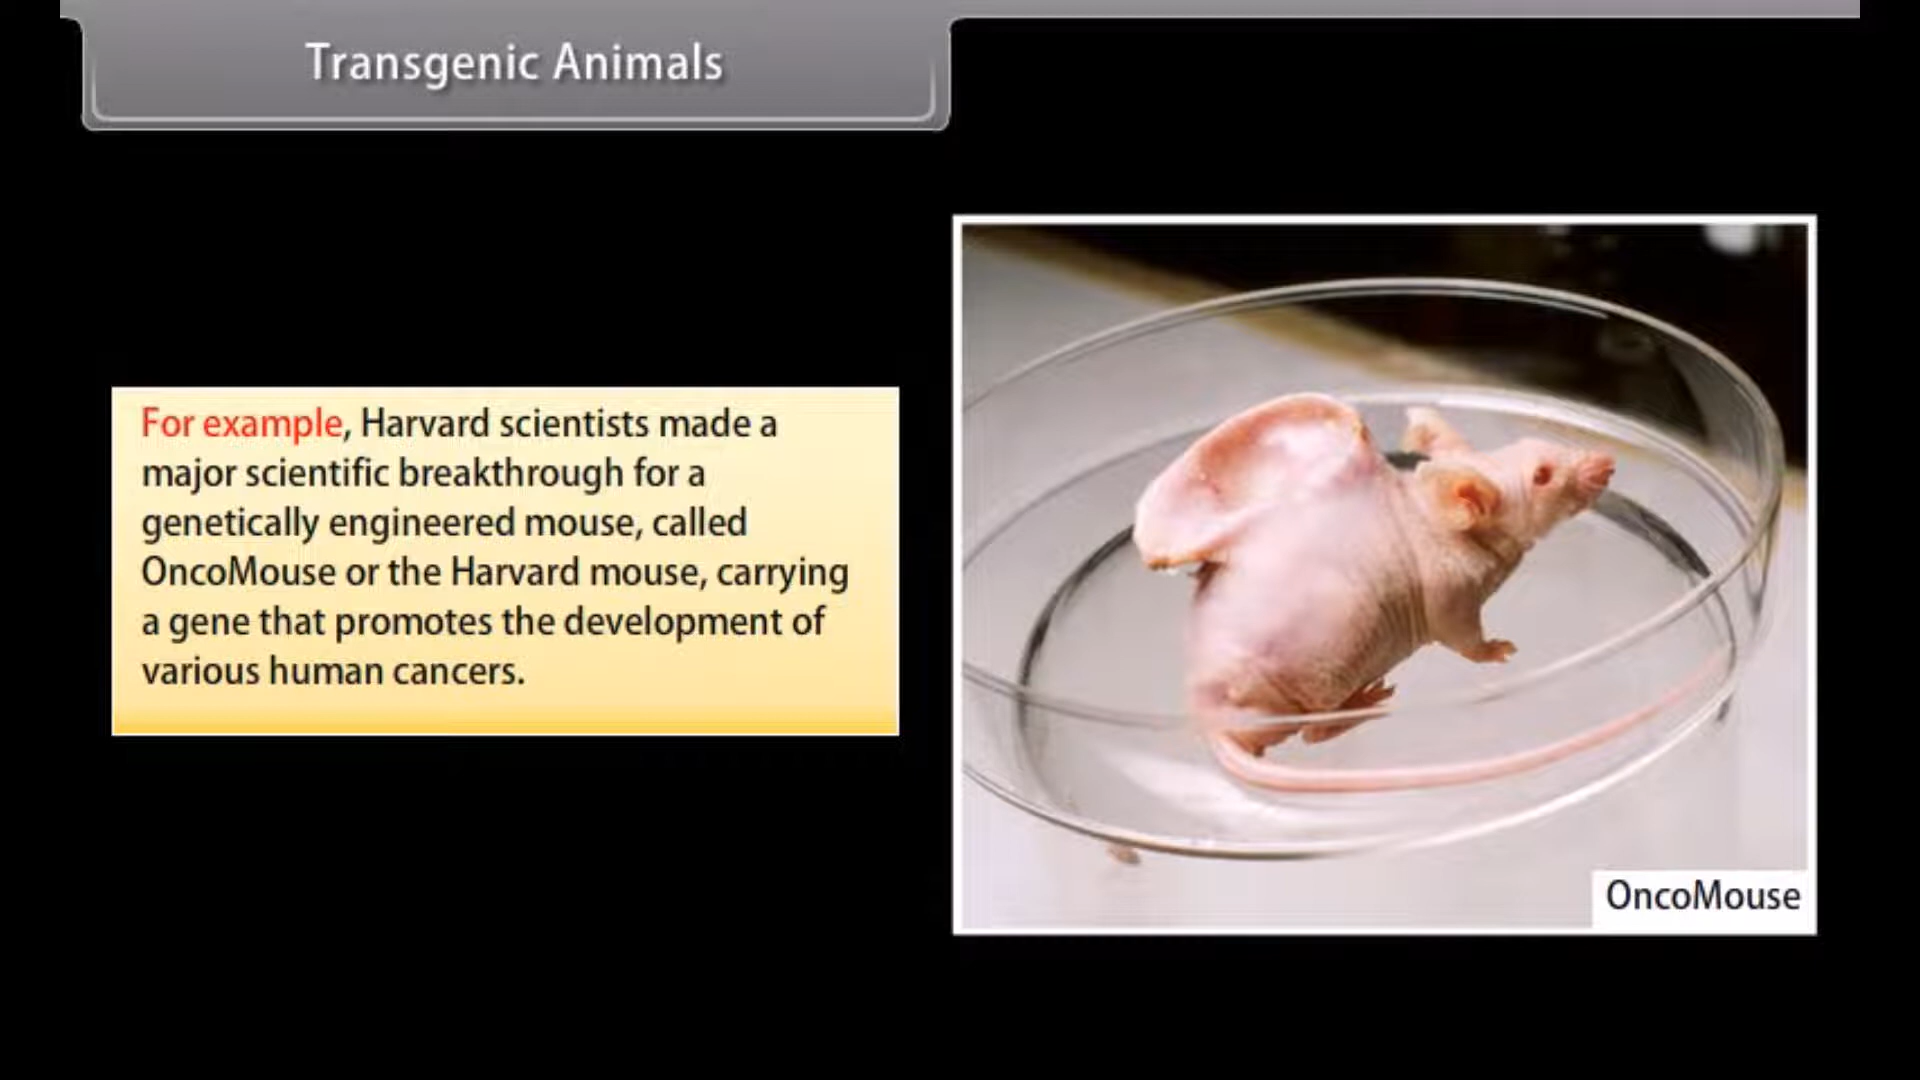 Transgenic Animals
For example, Harvard scientists made a
major scientific breakthrough for a
genetically engineered mouse, called
OncoMouse or the Harvard mouse, carrying
a gene that promotes the development of
various human cancers.
OncoMouse